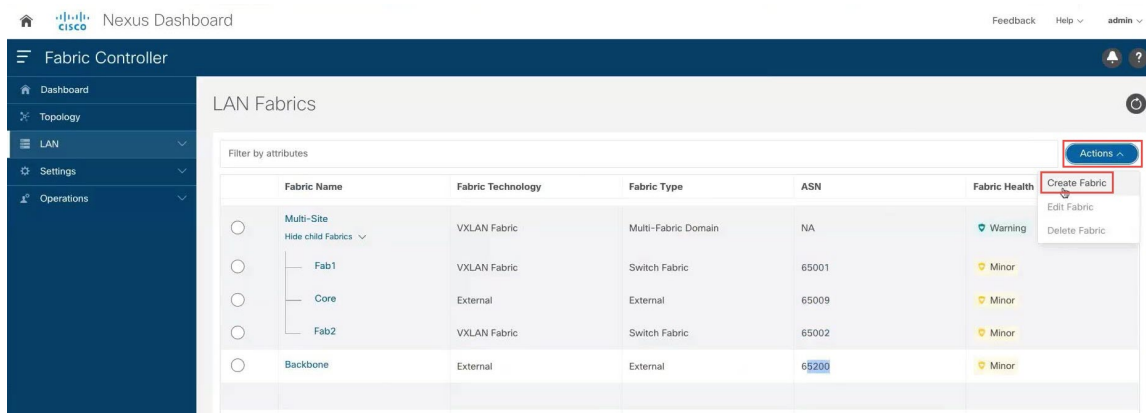 CISCO Nexus Dashboard Feedback Help admin
Fabric Controller ?
Dashboard
LAN Fabrics
Topology
LAN
Filter by attributes Actions
Settings
Fabric Name Fabric Technology Fabric Type ASN Fabric Health Create Fabric
Operations
Edit Fabric
Multi-Site VXLAN Fabric Multi-Fabric Domain NA Warning
Hide child Fabrics Delete Fabric
Fab1 VXLAN Fabric Switch Fabric 65001 Minor
Core External External 65009 Minor
Fab2 VXLAN Fabric Switch Fabric 65002 Minor
Backbone External External 65200 Minor